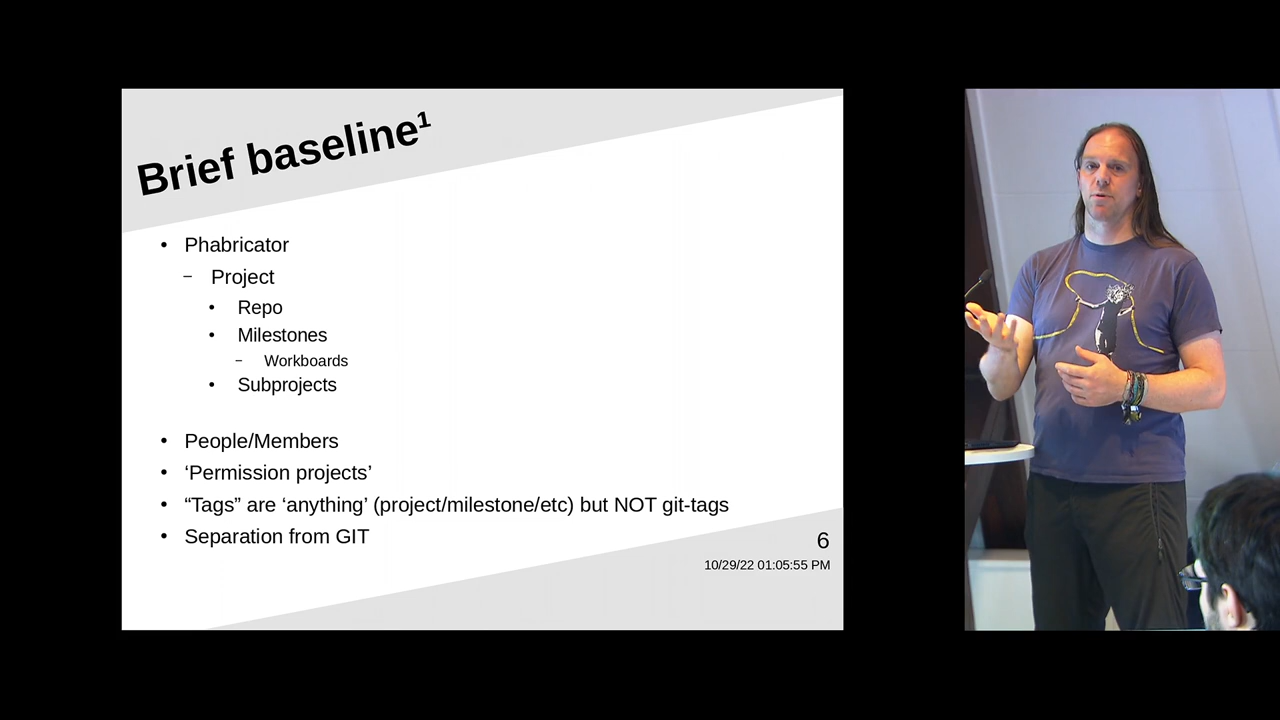 Brief baseline¹
• Phabricator
– Project
• Repo
• Milestones
– Workboards
• Subprojects
• People/Members
• ‘Permission projects’
• “Tags” are ‘anything’ (project/milestone/etc) but NOT git-tags
• Separation from GIT
6
10/29/22 01:05:55 PM